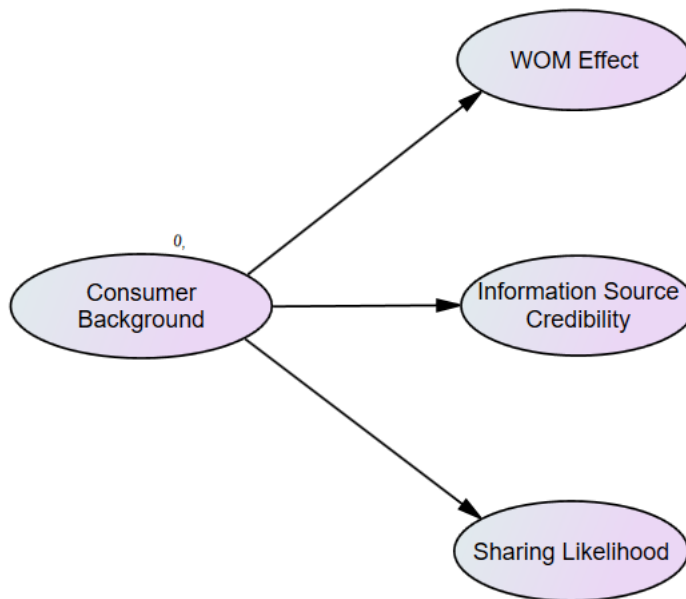 WOM Effect
0,
Consumer
Background
Information Source
Credibility
Sharing Likelihood